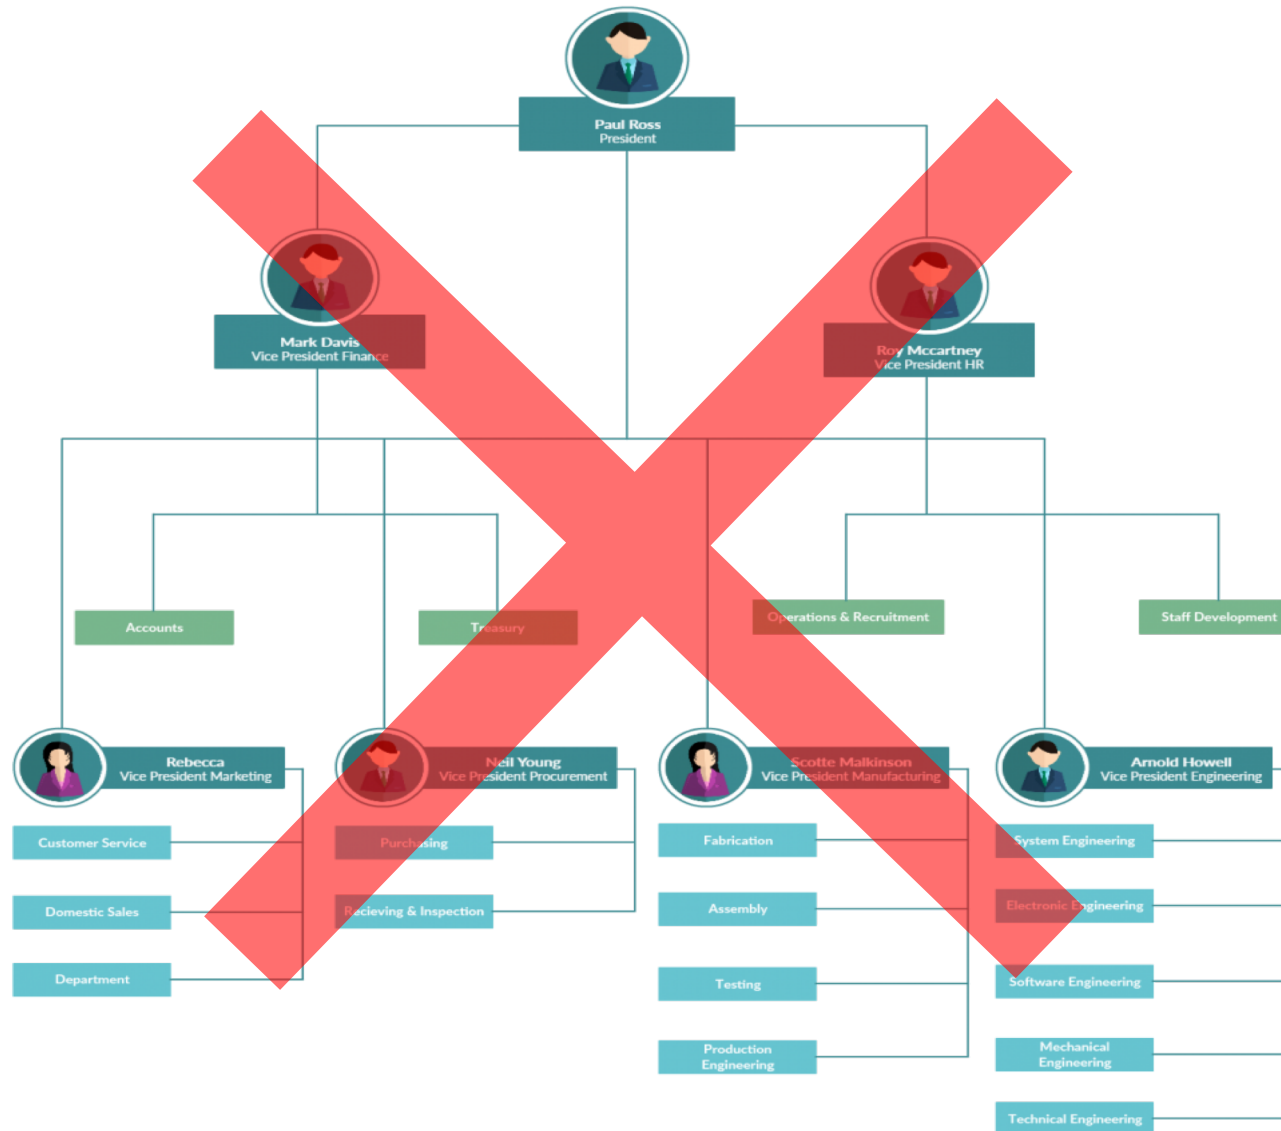 Paul Ross
President
Mark Davis
Vice President Finance
Roy Mccartney
Vice President HR
Accounts
Treasury
Operations & Recruitment
Staff Development
Rebecca
Vice President Marketing
Neil Young
Vice President Procurement
Scotte Malkinson
Vice President Manufacturing
Arnold Howell
Vice President Engineering
Customer Service
Domestic Sales
Department
Purchasing
Recieving & Inspection
Fabrication
Assembly
Testing
Production
Engineering
System Engineering
Electronic Engineering
Software Engineering
Mechanical
Engineering
Technical Engineering